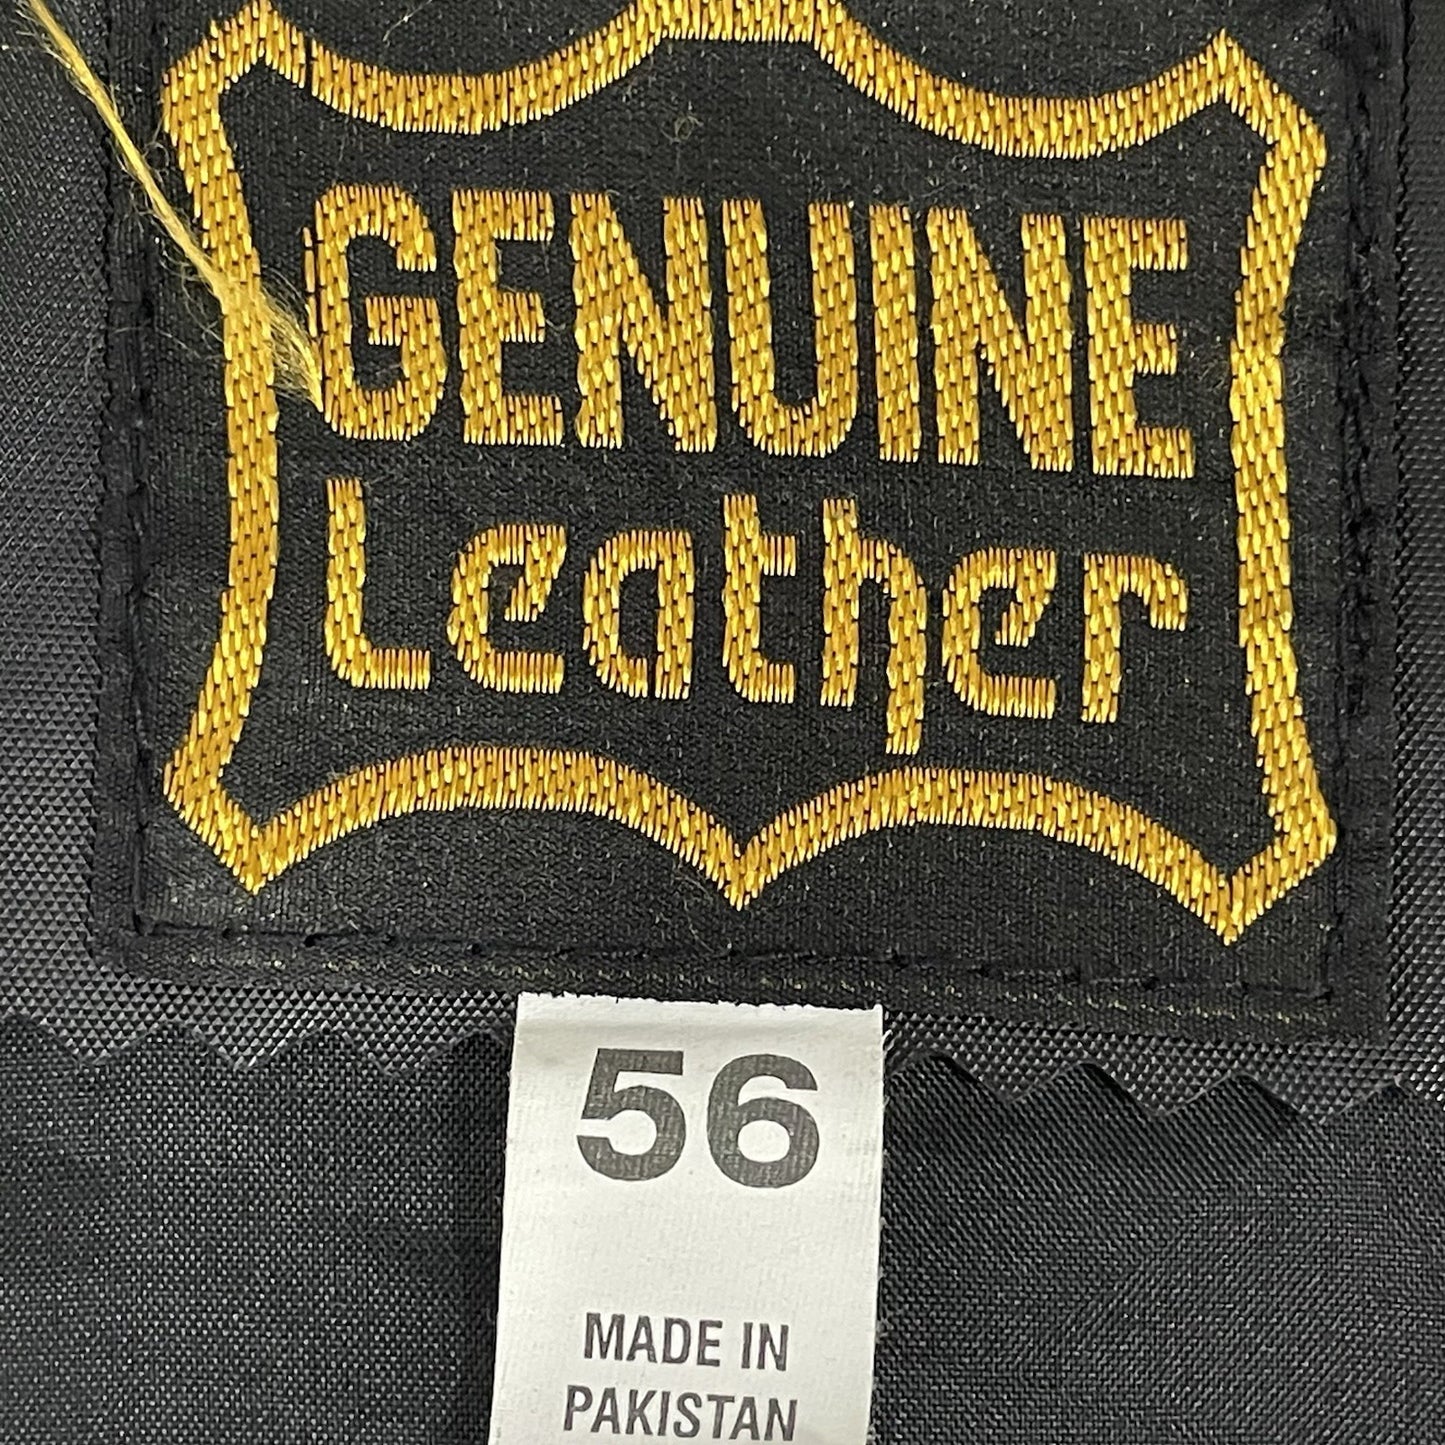 GENUINE
Leather
56
MADE IN
PAKISTAN